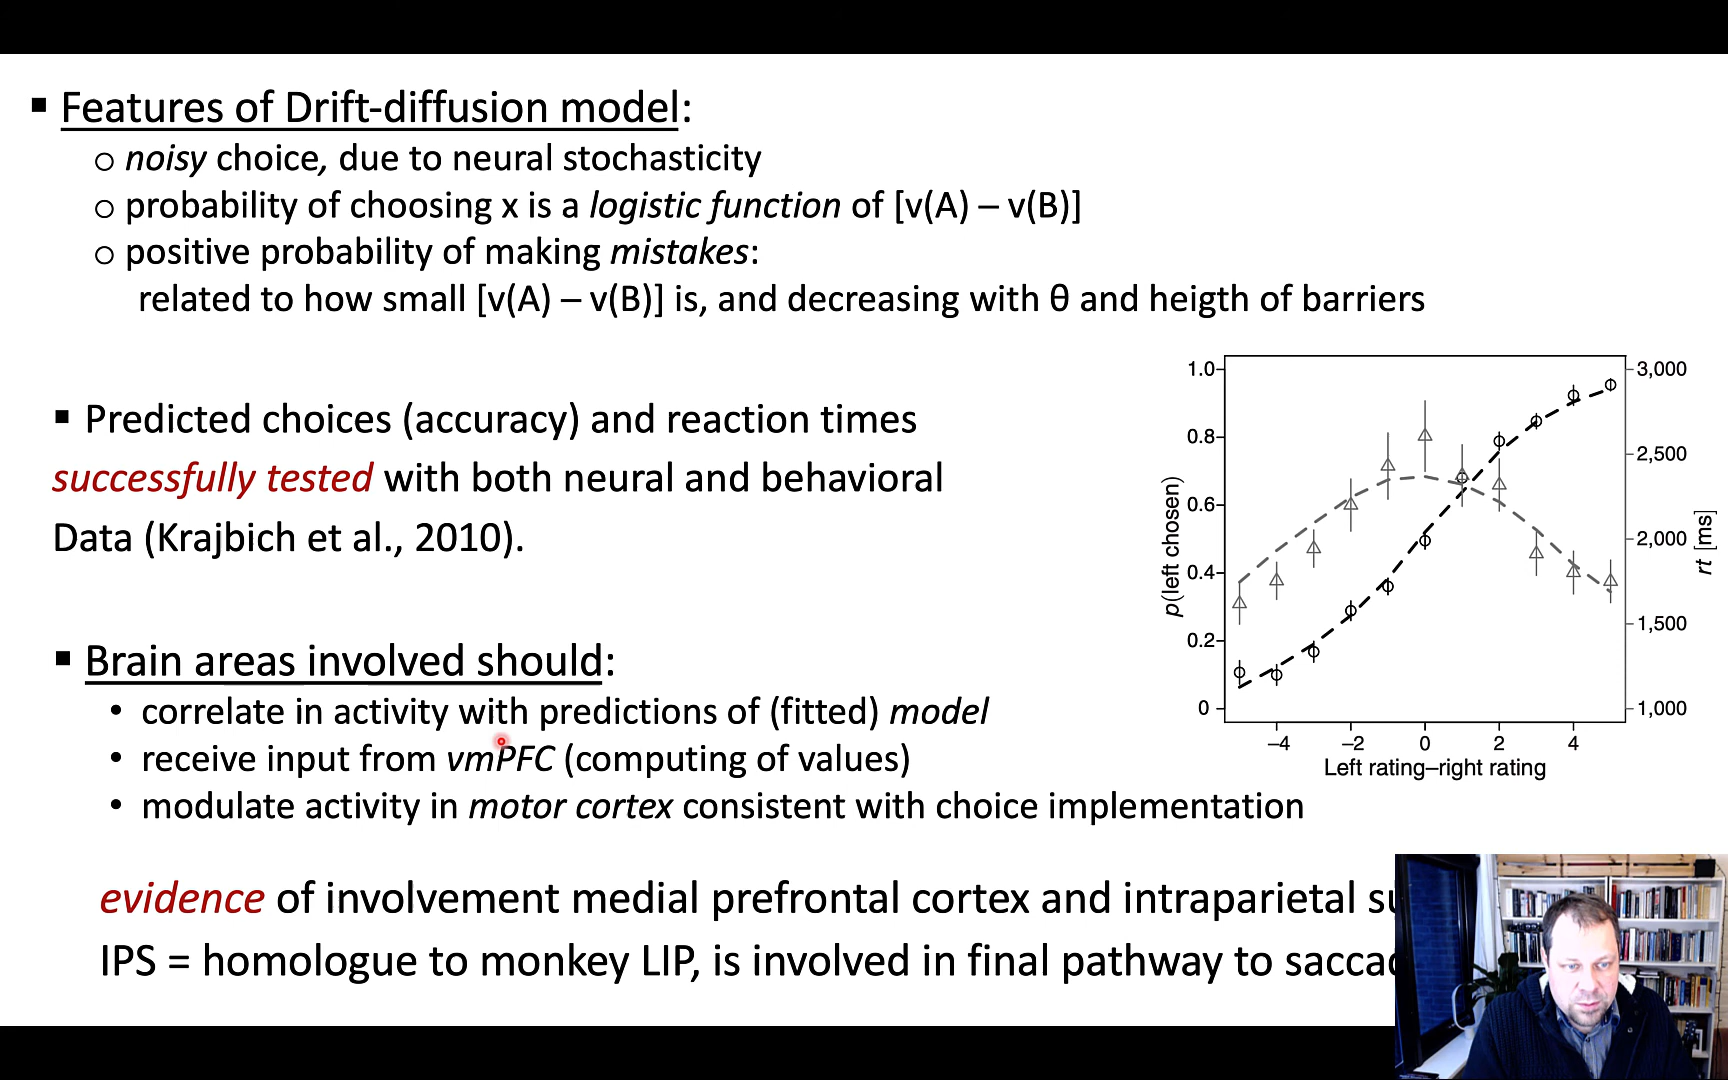 Features of Drift-diffusion model:
noisy choice, due to neural stochasticity
probability of choosing x is a logistic function of [v(A) – v(B)]
positive probability of making mistakes:
related to how small [v(A) – v(B)] is, and decreasing with θ and heigth of barriers
Predicted choices (accuracy) and reaction times
successfully tested with both neural and behavioral
Data (Krajbich et al., 2010).
Brain areas involved should:
correlate in activity with predictions of (fitted) model
receive input from vmPFC (computing of values)
modulate activity in motor cortex consistent with choice implementation
evidence of involvement medial prefrontal cortex and intraparietal
IPS = homologue to monkey LIP, is involved in final pathway to
1.0
0.8
0.6
0.4
0.2
0
p(left chosen)
3,000
2,500
2,000
1,500
1,000
rt [ms]
–4 –2 0 2 4
Left rating–right rating